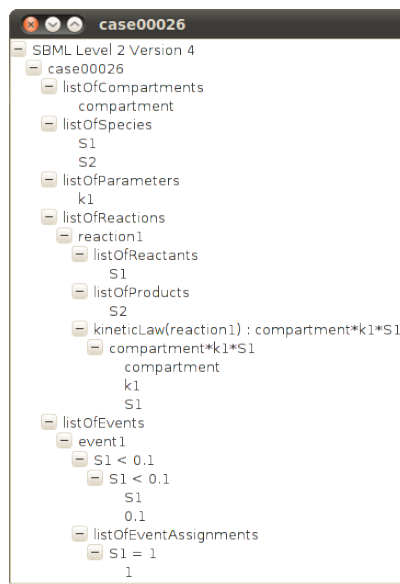 case00026
SBML Level 2 Version 4
case00026
listOfCompartments
compartment
listOfSpecies
S1
S2
listOfParameters
k1
listOfReactions
reaction1
listOfReactants
S1
listOfProducts
S2
kineticLaw(reaction1) : compartment*k1*S1
compartment*k1*S1
compartment
k1
S1
listOfEvents
event1
S1 < 0.1
S1 < 0.1
S1
0.1
listOfEventAssignments
S1 = 1
1